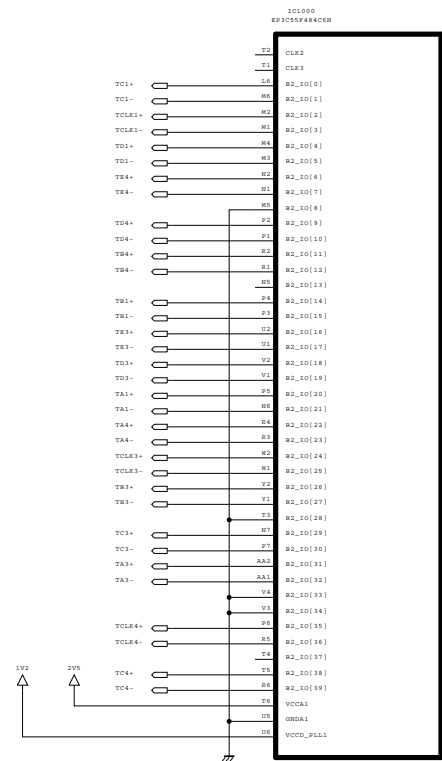 IC1000
EP3C55F484C6N
T2 CLK2
T1 CLK3
TC1+ L6 B2_IO[0]
TC1- M6 B2_IO[1]
TCLK1+ M2 B2_IO[2]
TCLK1- M1 B2_IO[3]
TD1+ M4 B2_IO[4]
TD1- M3 B2_IO[5]
TE4+ N2 B2_IO[6]
TE4- N1 B2_IO[7]
M5 B2_IO[8]
TD4+ P2 B2_IO[9]
TD4- P1 B2_IO[10]
TB4+ R2 B2_IO[11]
TB4- R1 B2_IO[12]
N5 B2_IO[13]
TB1+ P4 B2_IO[14]
TB1- P3 B2_IO[15]
TE3+ U2 B2_IO[16]
TE3- U1 B2_IO[17]
TD3+ V2 B2_IO[18]
TD3- V1 B2_IO[19]
TA1+ P5 B2_IO[20]
TA1- N6 B2_IO[21]
TA4+ R4 B2_IO[22]
TA4- R3 B2_IO[23]
TCLK3+ W2 B2_IO[24]
TCLK3- W1 B2_IO[25]
TB3+ Y2 B2_IO[26]
TB3- Y1 B2_IO[27]
T3 B2_IO[28]
TC3+ N7 B2_IO[29]
TC3- P7 B2_IO[30]
TA3+ AA2 B2_IO[31]
TA3- AA1 B2_IO[32]
V4 B2_IO[33]
V3 B2_IO[34]
TCLK4+ P6 B2_IO[35]
TCLK4- R5 B2_IO[36]
T4 B2_IO[37]
1V2 2V5
TC4+ T5 B2_IO[38]
TC4- R6 B2_IO[39]
T6 VCCA1
U5 GNDA1
U6 VCCD_PLL1